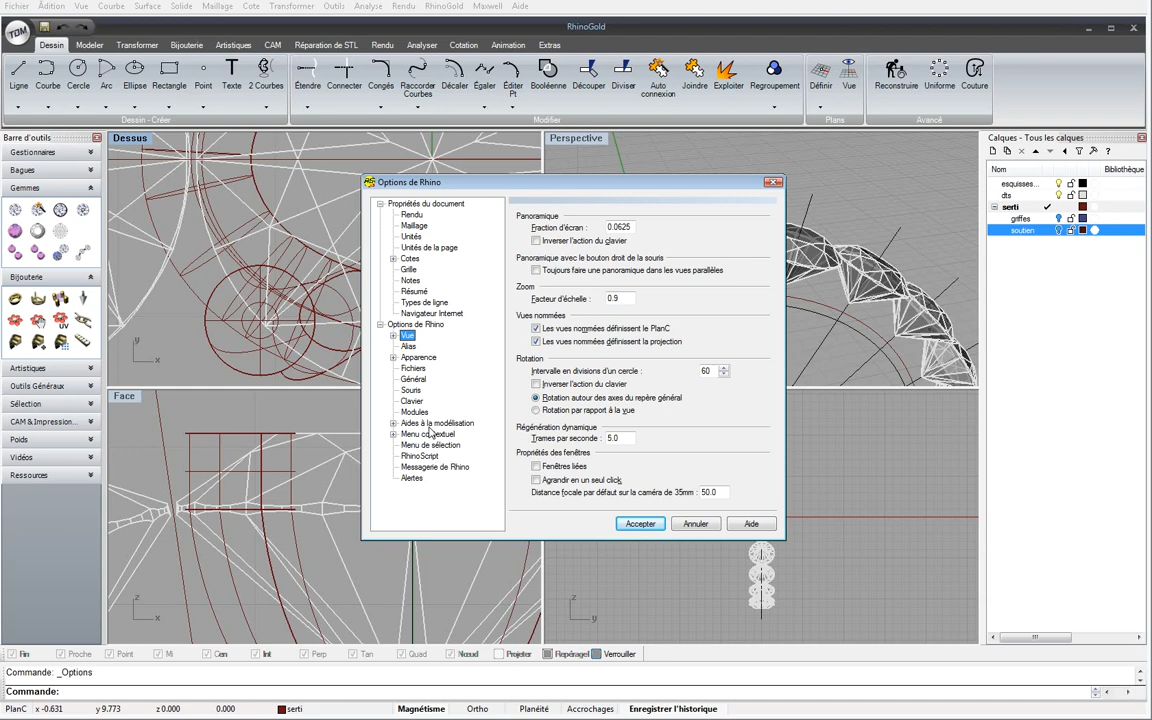 Fichier Ādition Vue Courbe Surface Solide Maillage Cote Transformer Outils Analyse Rendu RhinoGold Maxwell Aide
TDM RhinoGold
Dessin Modeler Transformer Bijouterie Artistiques CAM Réparation de STL Rendu Analyser Cotation Animation Extras
Ligne Courbe Cercle Arc Ellipse Rectangle Point Texte 2 Courbes Étendre Connecter Congés Raccorder Courbes Décaler Égaler Éditer Pt Booléenne Découper Diviser Auto connexion Joindre Exploiter Regroupement Définir Vue Reconstruire Uniforme Couture
Dessin - Créer Modifier Plans Avancé
Barre d'outils
Gestionnaires
Bagues
Gemmes
Bijouterie
UV
Artistiques
Outils Généraux
Sélection
CAM & Impression...
Poids
Vidéos
Ressources
Dessus
Perspective
Face
y
x
z
x
z
y
Options de Rhino
Propriétés du document
Rendu
Maillage
Unités
Unités de la page
Cotes
Grille
Notes
Résumé
Types de ligne
Navigateur Internet
Options de Rhino
Vue
Alias
Apparence
Fichiers
Général
Souris
Clavier
Modules
Aides à la modélisation
Menu contextuel
Menu de sélection
RhinoScript
Messagerie de Rhino
Alertes
Panoramique
Fraction d'écran : 0.0625
Inverser l'action du clavier
Panoramique avec le bouton droit de la souris
Toujours faire une panoramique dans les vues parallèles
Zoom
Facteur d'échelle : 0.9
Vues nommées
Les vues nommées définissent le PlanC
Les vues nommées définissent la projection
Rotation
Intervalle en divisions d'un cercle : 60
Inverser l'action du clavier
Rotation autour des axes du repère général
Rotation par rapport à la vue
Régénération dynamique
Trames par seconde : 5.0
Propriétés des fenêtres
Fenêtres liées
Agrandir en un seul click
Distance focale par défaut sur la caméra de 35mm : 50.0
Accepter Annuler Aide
Calques - Tous les calques
Nom Bibliothèque
esquisses...
dts
serti
griffes
soutien
Fin Proche Point Mi Cen Int Perp Tan Quad Nœud Projeter Repérage Verrouiller
Commande: _Options
Commande:
PlanC x -0.631 y 9.773 z 0.000 0.000 serti Magnétisme Ortho Planéité Accrochages Enregistrer l'historique